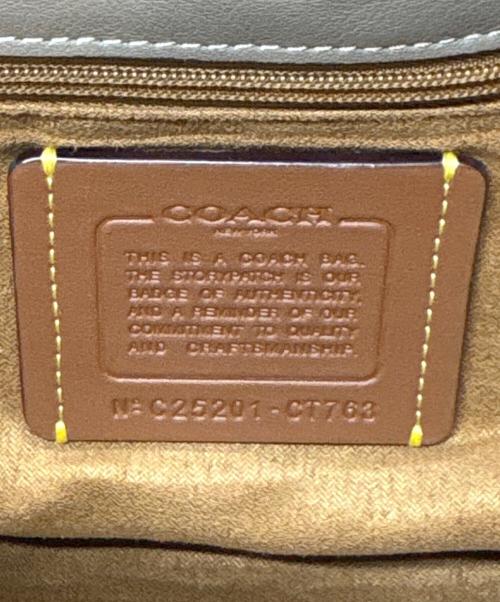 COACH
NEW YORK
THIS IS A COACH BAG.
THE STORYPATCH IS OUR
BADGE OF AUTHENTICITY,
AND A REMINDER OF OUR
COMMITMENT TO QUALITY
AND CRAFTSMANSHIP.
Nº C25201-CT763